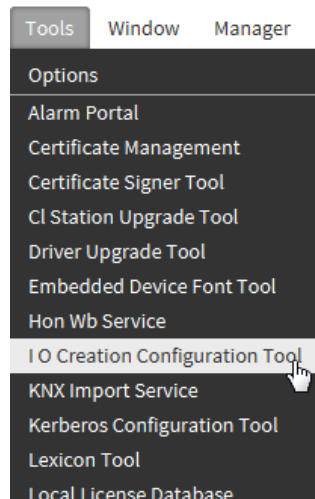 Tools Window Manager
Options
Alarm Portal
Certificate Management
Certificate Signer Tool
Cl Station Upgrade Tool
Driver Upgrade Tool
Embedded Device Font Tool
Hon Wb Service
I O Creation Configuration Tool
KNX Import Service
Kerberos Configuration Tool
Lexicon Tool
Local License Database